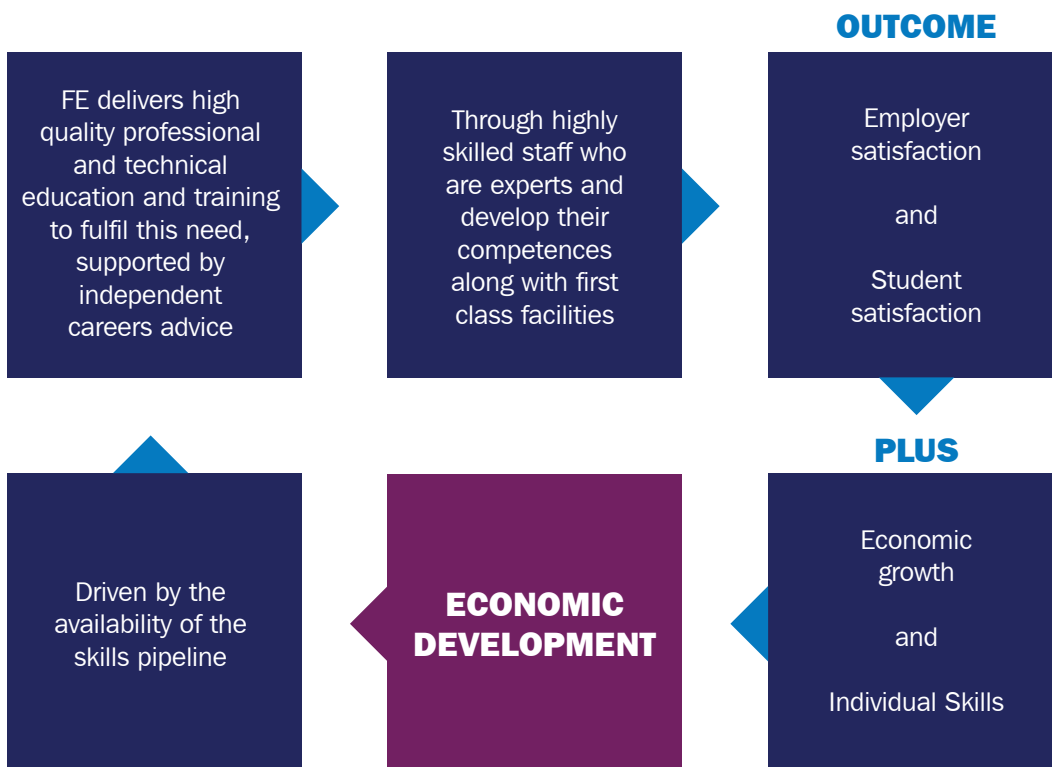 FE delivers high
quality professional
and technical
education and training
to fulfil this need,
supported by
independent
careers advice
Through highly
skilled staff who
are experts and
develop their
competences
along with first
class facilities
OUTCOME
Employer
satisfaction
and
Student
satisfaction
PLUS
Economic
growth
and
Individual Skills
ECONOMIC
DEVELOPMENT
Driven by the
availability of the
skills pipeline